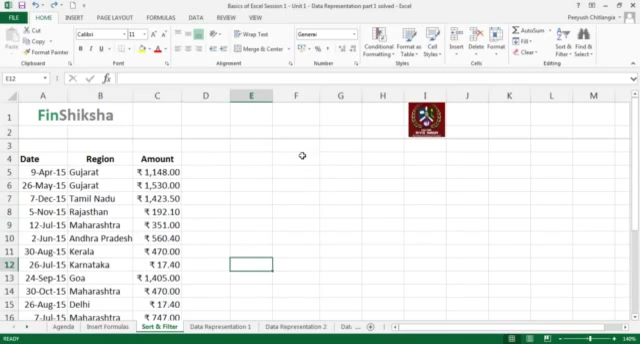 Basics of Excel Session 1 - Unit 1 - Data Representation part 1 solved - Excel
Peeyush Chitlangia
FILE HOME INSERT PAGE LAYOUT FORMULAS DATA REVIEW VIEW
Cut
Copy
Format Painter
Paste
Clipboard
Calibri 11
Font
Wrap Text
Merge & Center
Alignment
General
Number
Conditional Formatting
Format as Table
Cell Styles
Styles
Insert Delete Format
Cells
AutoSum
Fill
Clear
Sort & Filter
Find & Select
Editing
E12
fx
A B C D E F G H I J K L M
1 FinShiksha
2
3
4 Date Region Amount
5 9-Apr-15 Gujarat ₹ 1,148.00
6 26-May-15 Gujarat ₹ 1,530.00
7 7-Dec-15 Tamil Nadu ₹ 1,423.50
8 5-Nov-15 Rajasthan ₹ 192.10
9 12-Jul-15 Maharashtra ₹ 351.00
10 2-Jun-15 Andhra Pradesh ₹ 560.40
11 30-Aug-15 Kerala ₹ 470.00
12 26-Jul-15 Karnataka ₹ 17.40
13 24-Sep-15 Goa ₹ 1,405.00
14 30-Oct-15 Maharashtra ₹ 470.00
15 26-Aug-15 Delhi ₹ 17.40
16 7-Jul-15 Maharashtra ₹ 747.00
Agenda Insert Formulas Sort & Filter Data Representation 1 Data Representation 2
READY
140%